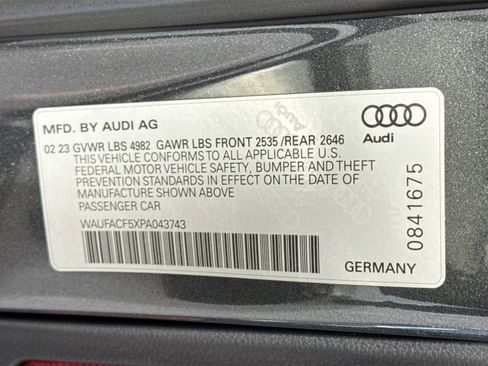 MFD. BY AUDI AG
02 23 GVWR LBS 4982 GAWR LBS FRONT 2535 /REAR 2646
THIS VEHICLE CONFORMS TO ALL APPLICABLE U.S.
FEDERAL MOTOR VEHICLE SAFETY, BUMPER AND THEFT
PREVENTION STANDARDS IN EFFECT ON THE DATE OF
MANUFACTURE SHOWN ABOVE
PASSENGER CAR
WAUFACF5XPA043743
Audi
0841675
GERMANY